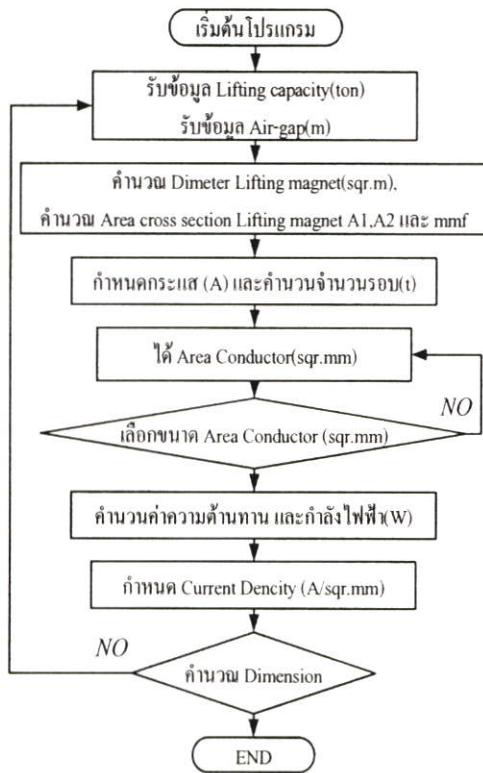 เริ่มต้นโปรแกรม
รับข้อมูล Lifting capacity(ton)
รับข้อมูล Air-gap(m)
คำนวณ Dimeter Lifting magnet(sqr.m),
คำนวณ Area cross section Lifting magnet A1,A2 และ mmf
กำหนดกระแส (A) และคำนวนจำนวนรอบ(t)
ได้ Area Conductor(sqr.mm)
NO
เลือกขนาด Area Conductor (sqr.mm)
คำนวนค่าความต้านทาน และกำลังไฟฟ้า(W)
กำหนด Current Dencity (A/sqr.mm)
NO
คำนวณ Dimension
END